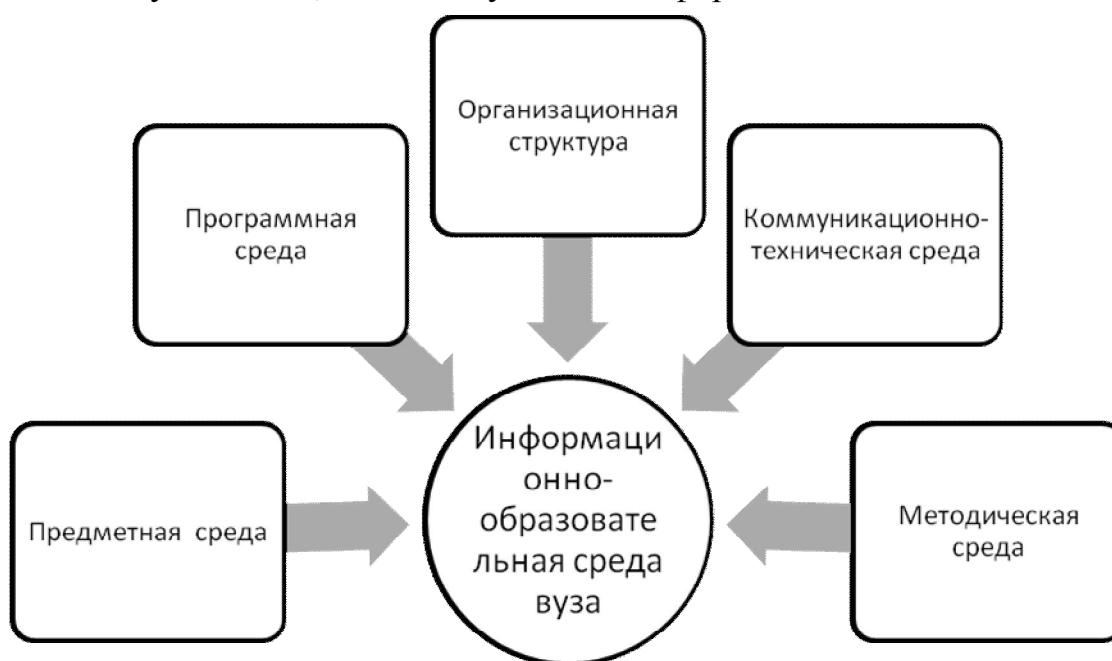 Организационная
структура
Программная
среда
Коммуникационно-
техническая среда
Предметная среда
Информаци
онно-
образовате
льная среда
вуза
Методическая
среда